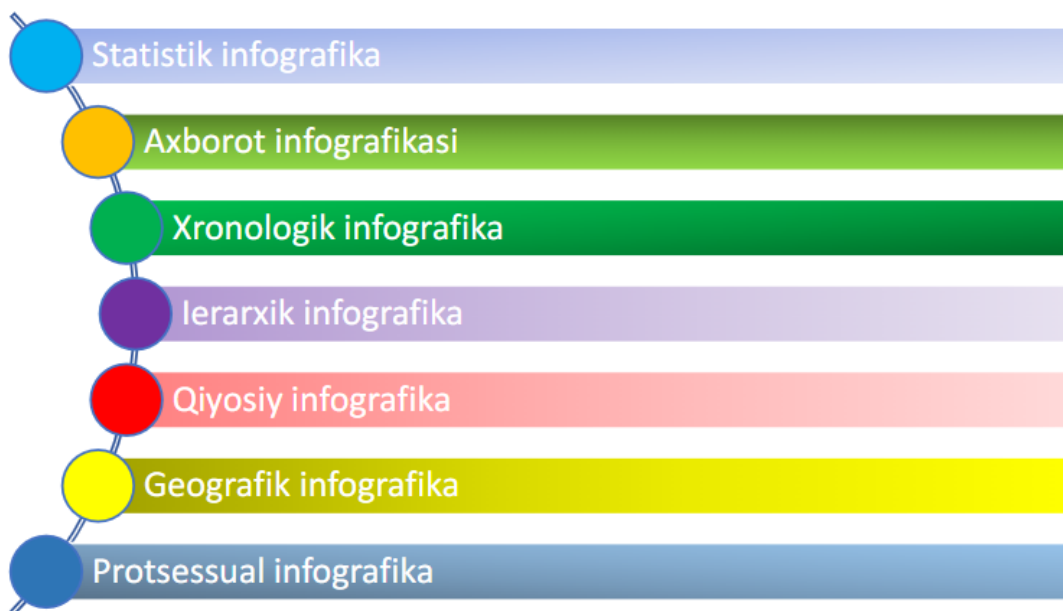 Statistik infografika
Axborot infografikasi
Xronologik infografika
Ierarxik infografika
Qiyosiy infografika
Geografik infografika
Protsessual infografika